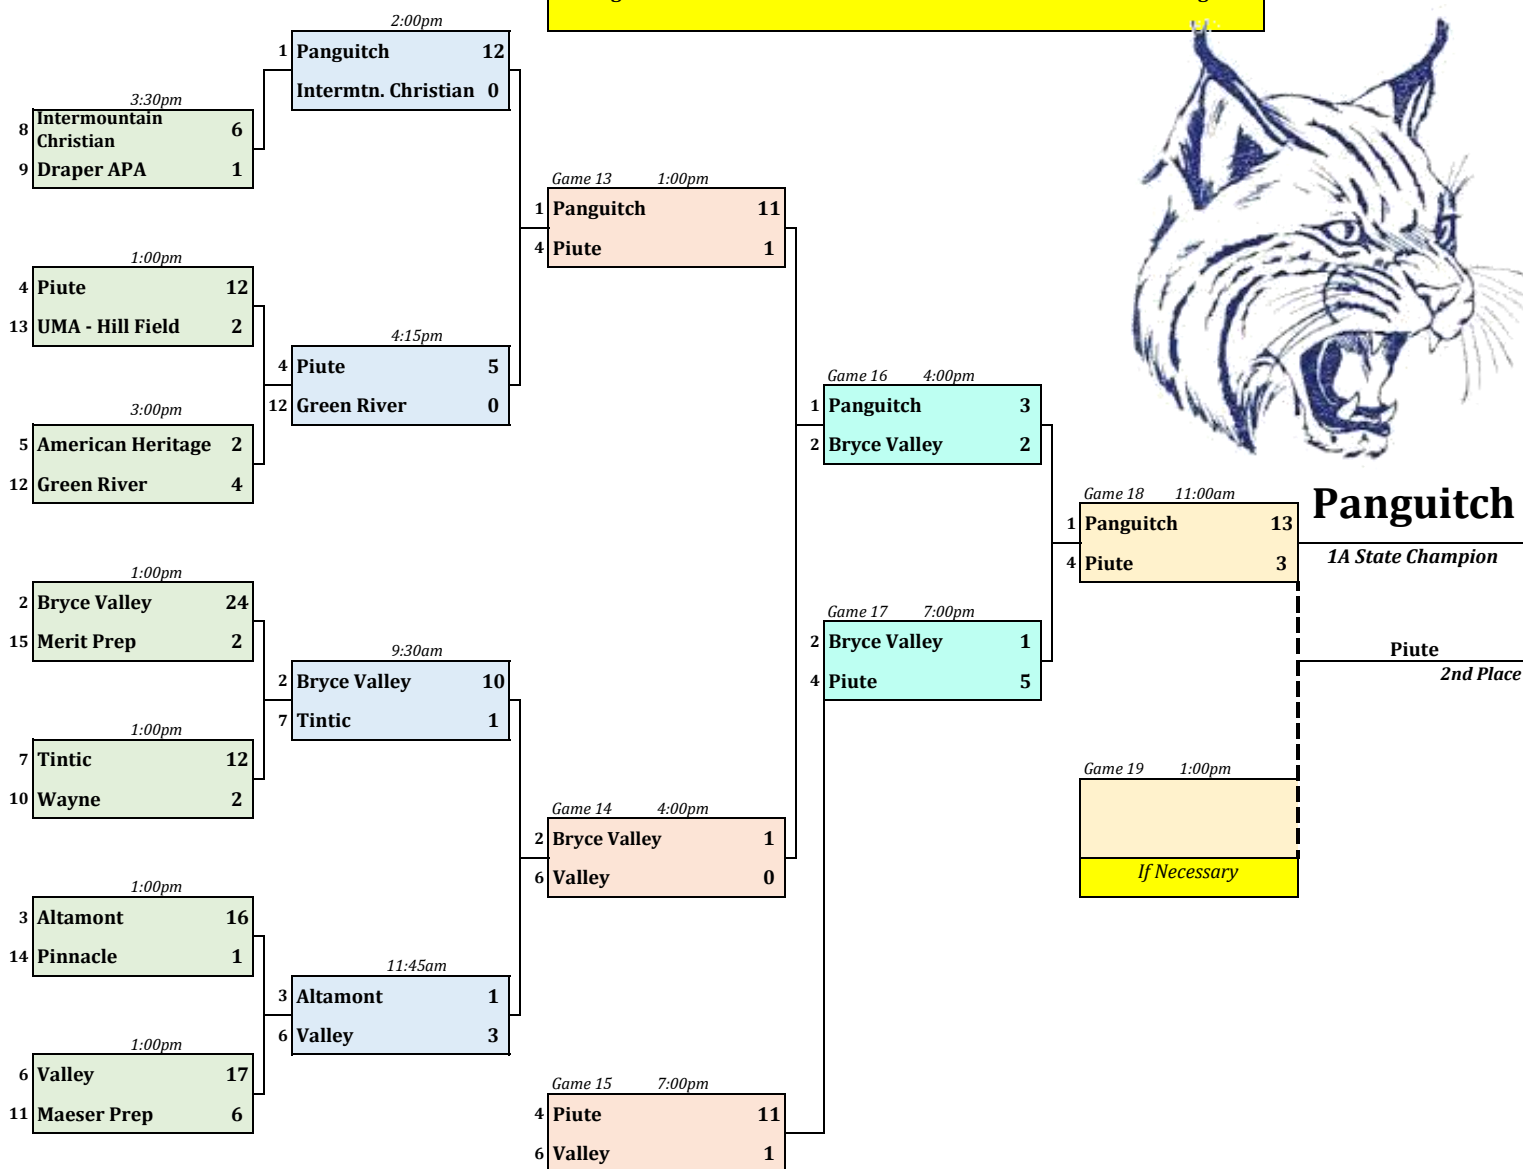 2:00pm
1 Panguitch 12
Intermtn. Christian 0
3:30pm
8 Intermountain Christian 6
9 Draper APA 1
Game 13 1:00pm
1 Panguitch 11
4 Piute 1
1:00pm
4 Piute 12
13 UMA - Hill Field 2
4:15pm
4 Piute 5
12 Green River 0
3:00pm
5 American Heritage 2
12 Green River 4
Game 16 4:00pm
1 Panguitch 3
2 Bryce Valley 2
Game 18 11:00am
1 Panguitch 13
4 Piute 3
Panguitch
1A State Champion
1:00pm
2 Bryce Valley 24
15 Merit Prep 2
9:30am
2 Bryce Valley 10
7 Tintic 1
Game 17 7:00pm
2 Bryce Valley 1
4 Piute 5
Piute
2nd Place
1:00pm
7 Tintic 12
10 Wayne 2
Game 14 4:00pm
2 Bryce Valley 1
6 Valley 0
Game 19 1:00pm
If Necessary
1:00pm
3 Altamont 16
14 Pinnacle 1
11:45am
3 Altamont 1
6 Valley 3
1:00pm
6 Valley 17
11 Maeser Prep 6
Game 15 7:00pm
4 Piute 11
6 Valley 1